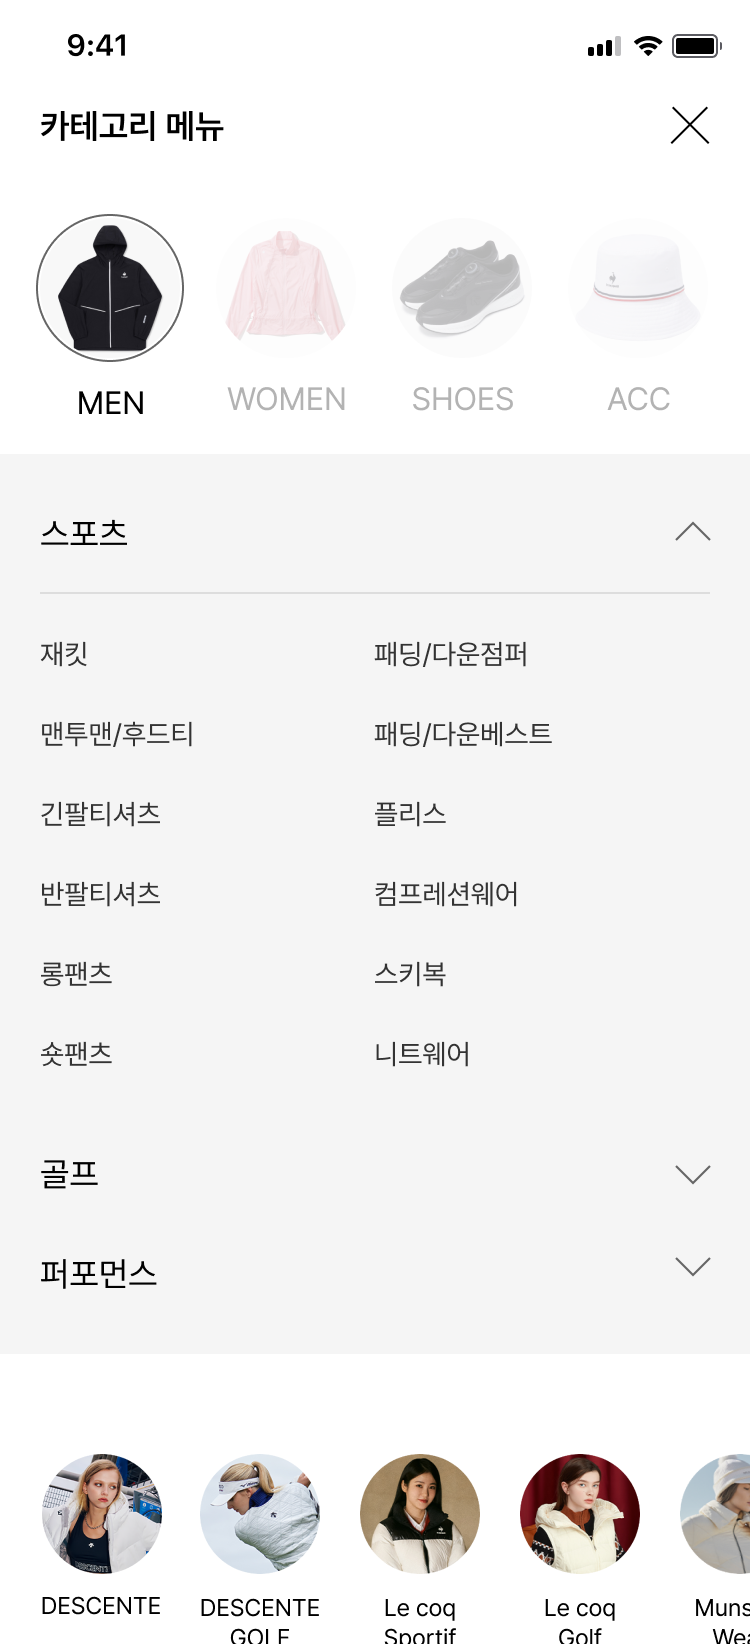 9:41
카테고리 메뉴
MEN WOMEN SHOES ACC
스포츠
재킷 패딩/다운점퍼
맨투맨/후드티 패딩/다운베스트
긴팔티셔츠 플리스
반팔티셔츠 컴프레션웨어
롱팬츠 스키복
숏팬츠 니트웨어
골프
퍼포먼스
DESCENTE DESCENTE Le coq Le coq
GOLF Sportif Golf